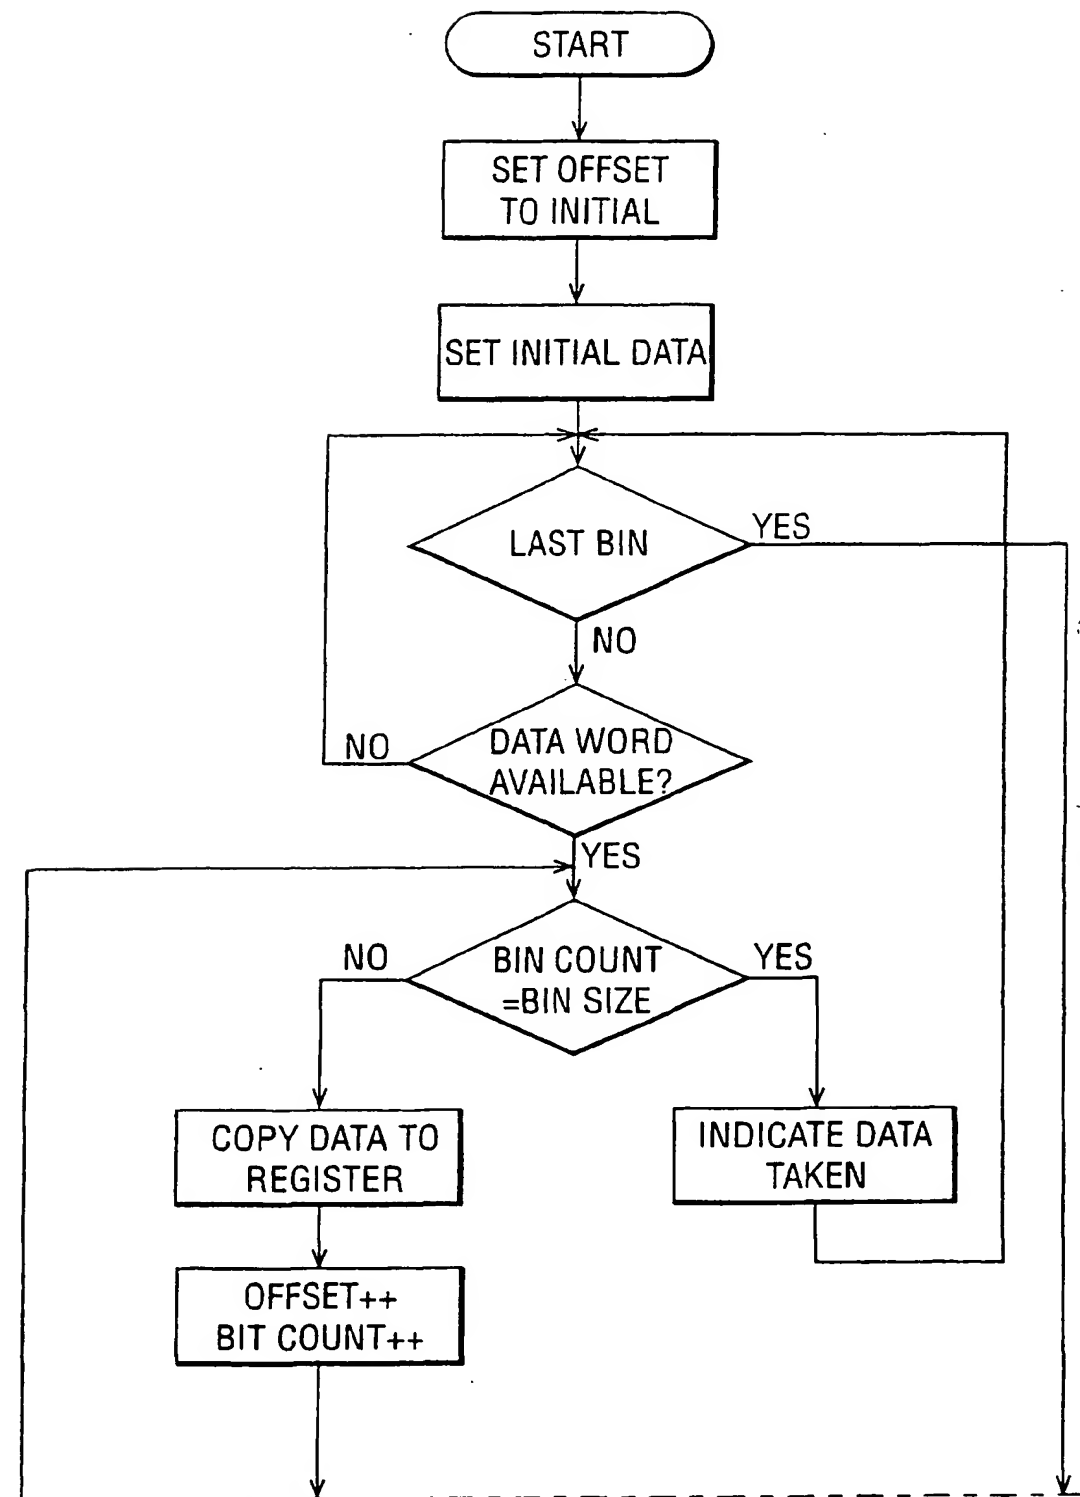 START
SET OFFSET
TO INITIAL
SET INITIAL DATA
LAST BIN
YES
NO
DATA WORD
AVAILABLE?
NO
YES
BIN COUNT
=BIN SIZE
NO
YES
COPY DATA TO
REGISTER
INDICATE DATA
TAKEN
OFFSET++
BIT COUNT++